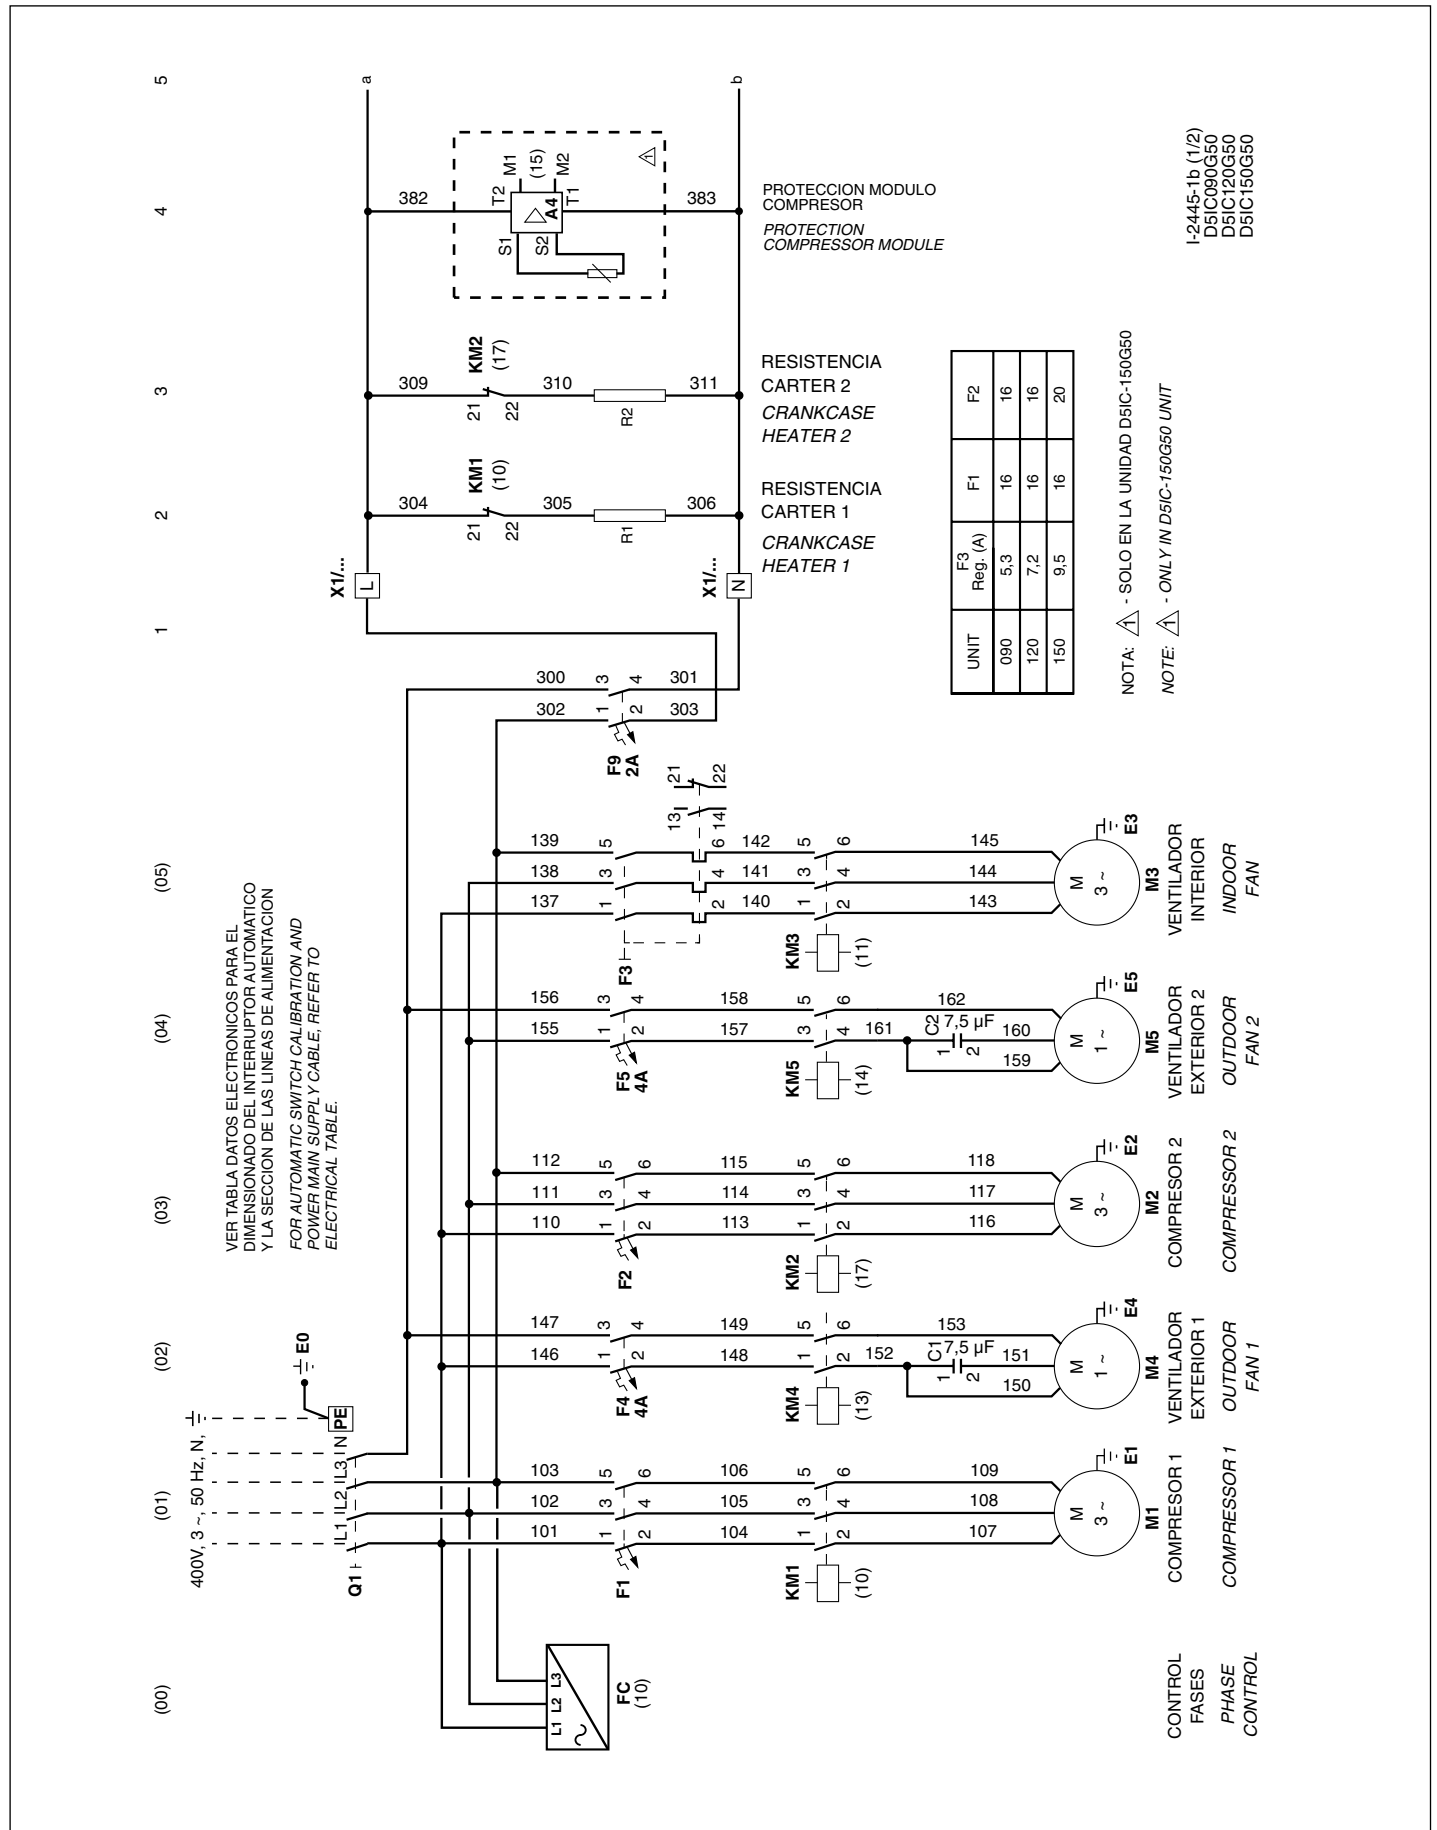 (00)
(01)
(02)
(03)
(04)
(05)
1
2
3
4
5
400V, 3 ~, 50 Hz, N,
VER TABLA DATOS ELECTRONICOS PARA EL
DIMENSIONADO DEL INTERRUPTOR AUTOMATICO
Y LA SECCION DE LAS LINEAS DE ALIMENTACION
FOR AUTOMATIC SWITCH CALIBRATION AND
POWER MAIN SUPPLY CABLE, REFER TO
ELECTRICAL TABLE.
Q1
L1
L2
L3
N
PE
E0
L1 L2 L3
FC
(10)
CONTROL
FASES
PHASE
CONTROL
101 102 103
1 3 5
F1
2 4 6
104 105 106
1 3 5
KM1
(10)
2 4 6
107 108 109
M
3 ~
E1
M1
COMPRESOR 1
COMPRESSOR 1
146 147
1 3
F4
4A
2 4
148 149
1 5
KM4
(13)
2 6
152 153
C1 7,5 µF
1 2
150 151
M
1 ~
E4
M4
VENTILADOR
EXTERIOR 1
OUTDOOR
FAN 1
110 111 112
1 3 5
F2
2 4 6
113 114 115
1 3 5
KM2
(17)
2 4 6
116 117 118
M
3 ~
E2
M2
COMPRESOR 2
COMPRESSOR 2
155 156
1 3
F5
4A
2 4
157 158
3 5
KM5
(14)
4 6
161 162
C2 7,5 µF
1 2
159 160
M
1 ~
E5
M5
VENTILADOR
EXTERIOR 2
OUTDOOR
FAN 2
137 138 139
1 3 5
F3
13 21
14 22
2 4 6
140 141 142
1 3 5
KM3
(11)
2 4 6
143 144 145
M
3 ~
E3
M3
VENTILADOR
INTERIOR
INDOOR
FAN
302 300
1 3
F9
2A
2 4
303 301
X1/...
L
X1/...
N
a
b
304
KM1
(10)
21
22
305
R1
306
RESISTENCIA
CARTER 1
CRANKCASE
HEATER 1
309
KM2
(17)
21
22
310
R2
311
RESISTENCIA
CARTER 2
CRANKCASE
HEATER 2
382
T2
M1
(15)
M2
T1
A4
S1
S2
1
383
PROTECCION MODULO
COMPRESOR
PROTECTION
COMPRESSOR MODULE
UNIT F3 Reg. (A) F1 F2
090 5,3 16 16
120 7,2 16 16
150 9,5 16 20
NOTA: 1 - SOLO EN LA UNIDAD D5IC-150G50
NOTE: 1 - ONLY IN D5IC-150G50 UNIT
I-2445-1b (1/2)
D5IC090G50
D5IC120G50
D5IC150G50